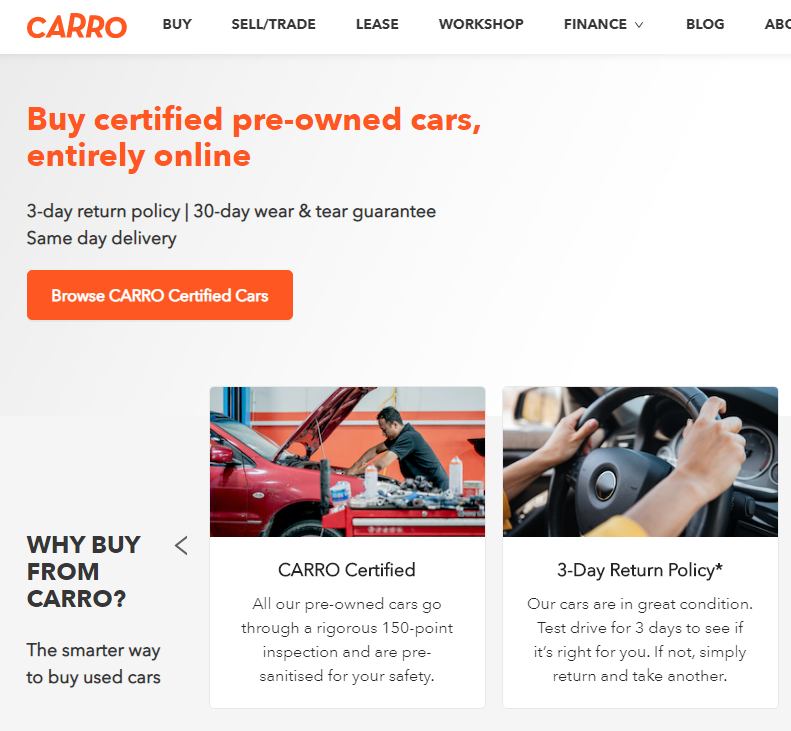 CARRO
BUY SELL/TRADE LEASE WORKSHOP FINANCE BLOG
Buy certified pre-owned cars,
entirely online
3-day return policy | 30-day wear & tear guarantee
Same day delivery
Browse CARRO Certified Cars
WHY BUY
FROM
CARRO?
The smarter way
to buy used cars
CARRO Certified
All our pre-owned cars go
through a rigorous 150-point
inspection and are pre-
sanitised for your safety.
3-Day Return Policy*
Our cars are in great condition.
Test drive for 3 days to see if
it’s right for you. If not, simply
return and take another.